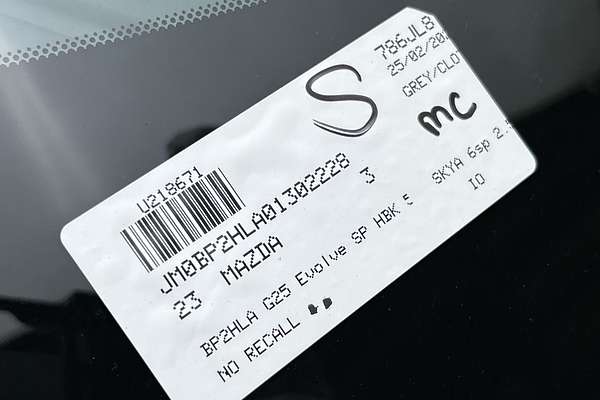 S
786JL8
25/02/20
GREY/CLO
mc
U218671
JM0BP2HLA01302228
23 MAZDA 3
BP2HLA G25 Evolve SP HBK 5 SKYA 6sp 2.
NO RECALL IO